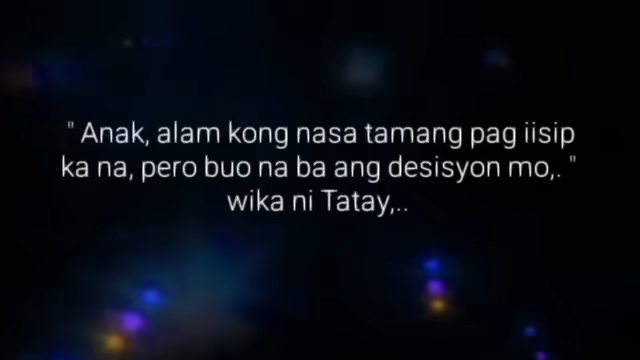 " Anak, alam kong nasa tamang pag iisip
ka na, pero buo na ba ang desisyon mo,. "
wika ni Tatay,..